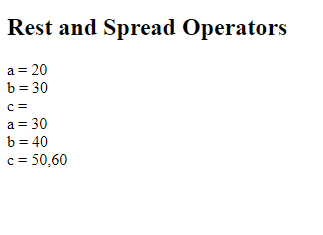 Rest and Spread Operators
a = 20
b = 30
c =
a = 30
b = 40
c = 50,60